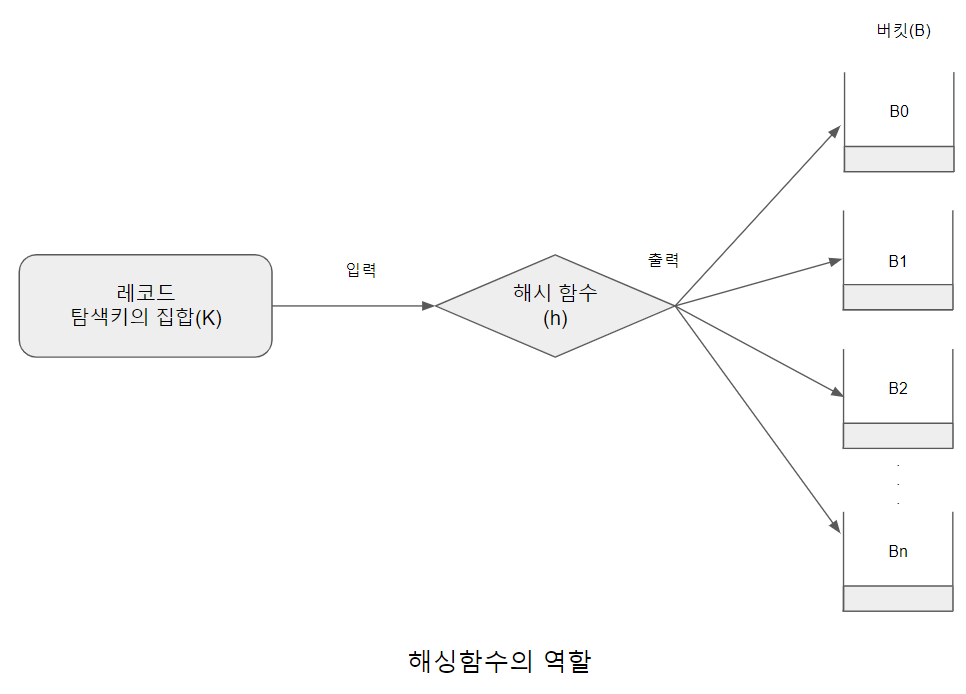 버킷(B)
B0
레코드
탐색키의 집합(K)
입력
해시 함수
(h)
출력
B1
B2
.
.
.
Bn
해싱함수의 역할